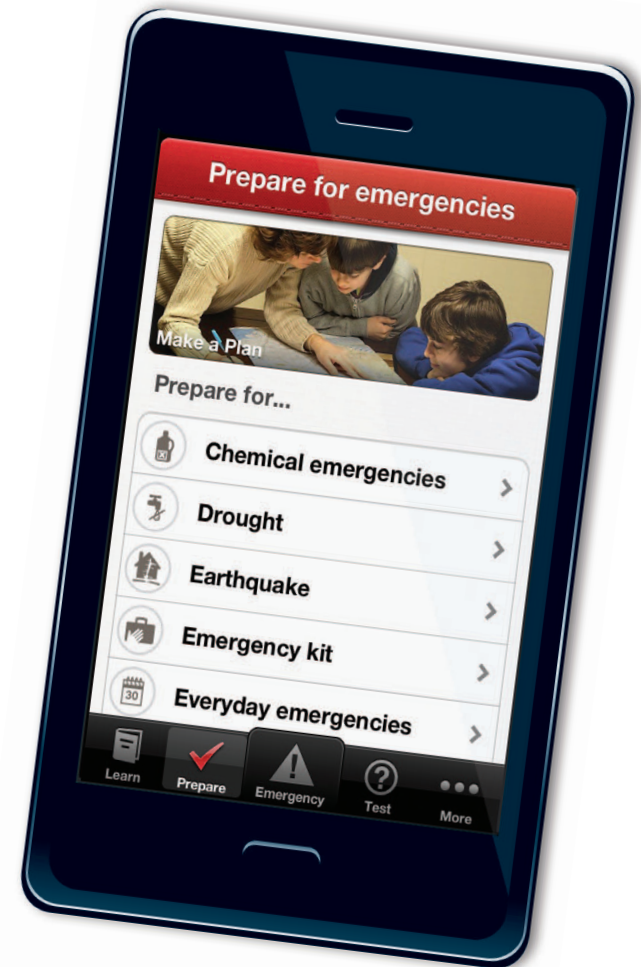 Prepare for emergencies
Make a Plan
Prepare for...
Chemical emergencies
Drought
Earthquake
Emergency kit
30
Everyday emergencies
Learn
Prepare
Emergency
Test
More